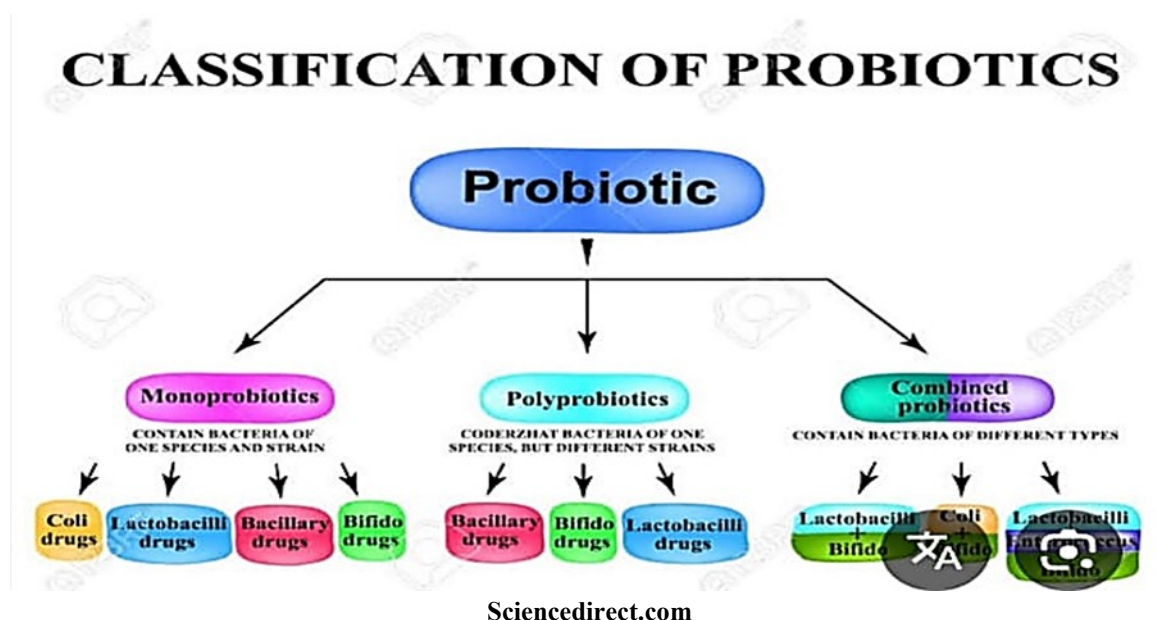 CLASSIFICATION OF PROBIOTICS
Probiotic
Monoprobiotics
CONTAIN BACTERIA OF
ONE SPECIES AND STRAIN
Coli
drugs
Lactobacilli
drugs
Bacillary
drugs
Bifido
drugs
Polyprobiotics
CODERZHAT BACTERIA OF ONE
SPECIES, BUT DIFFERENT STRAINS
Bacillary
drugs
Bifido
drugs
Lactobacilli
drugs
Combined
probiotics
CONTAIN BACTERIA OF DIFFERENT TYPES
Lactobacilli
+
Bifido
Coli
+
Lactobacilli
Sciencedirect.com